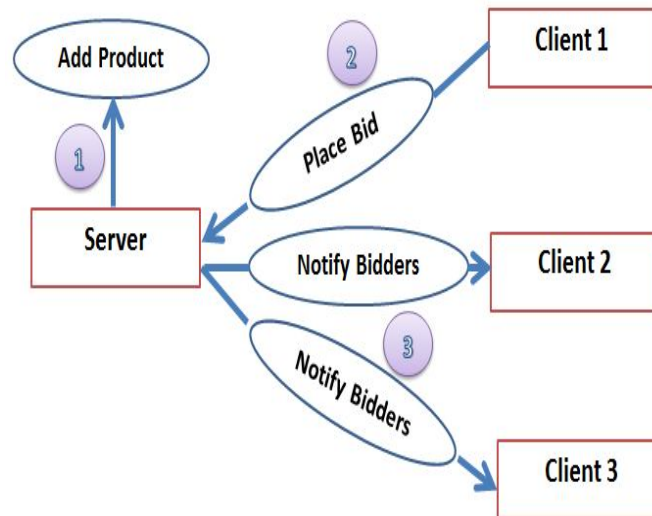 Add Product
2
Client 1
Place Bid
1
Server
Notify Bidders
Client 2
3
Notify Bidders
Client 3